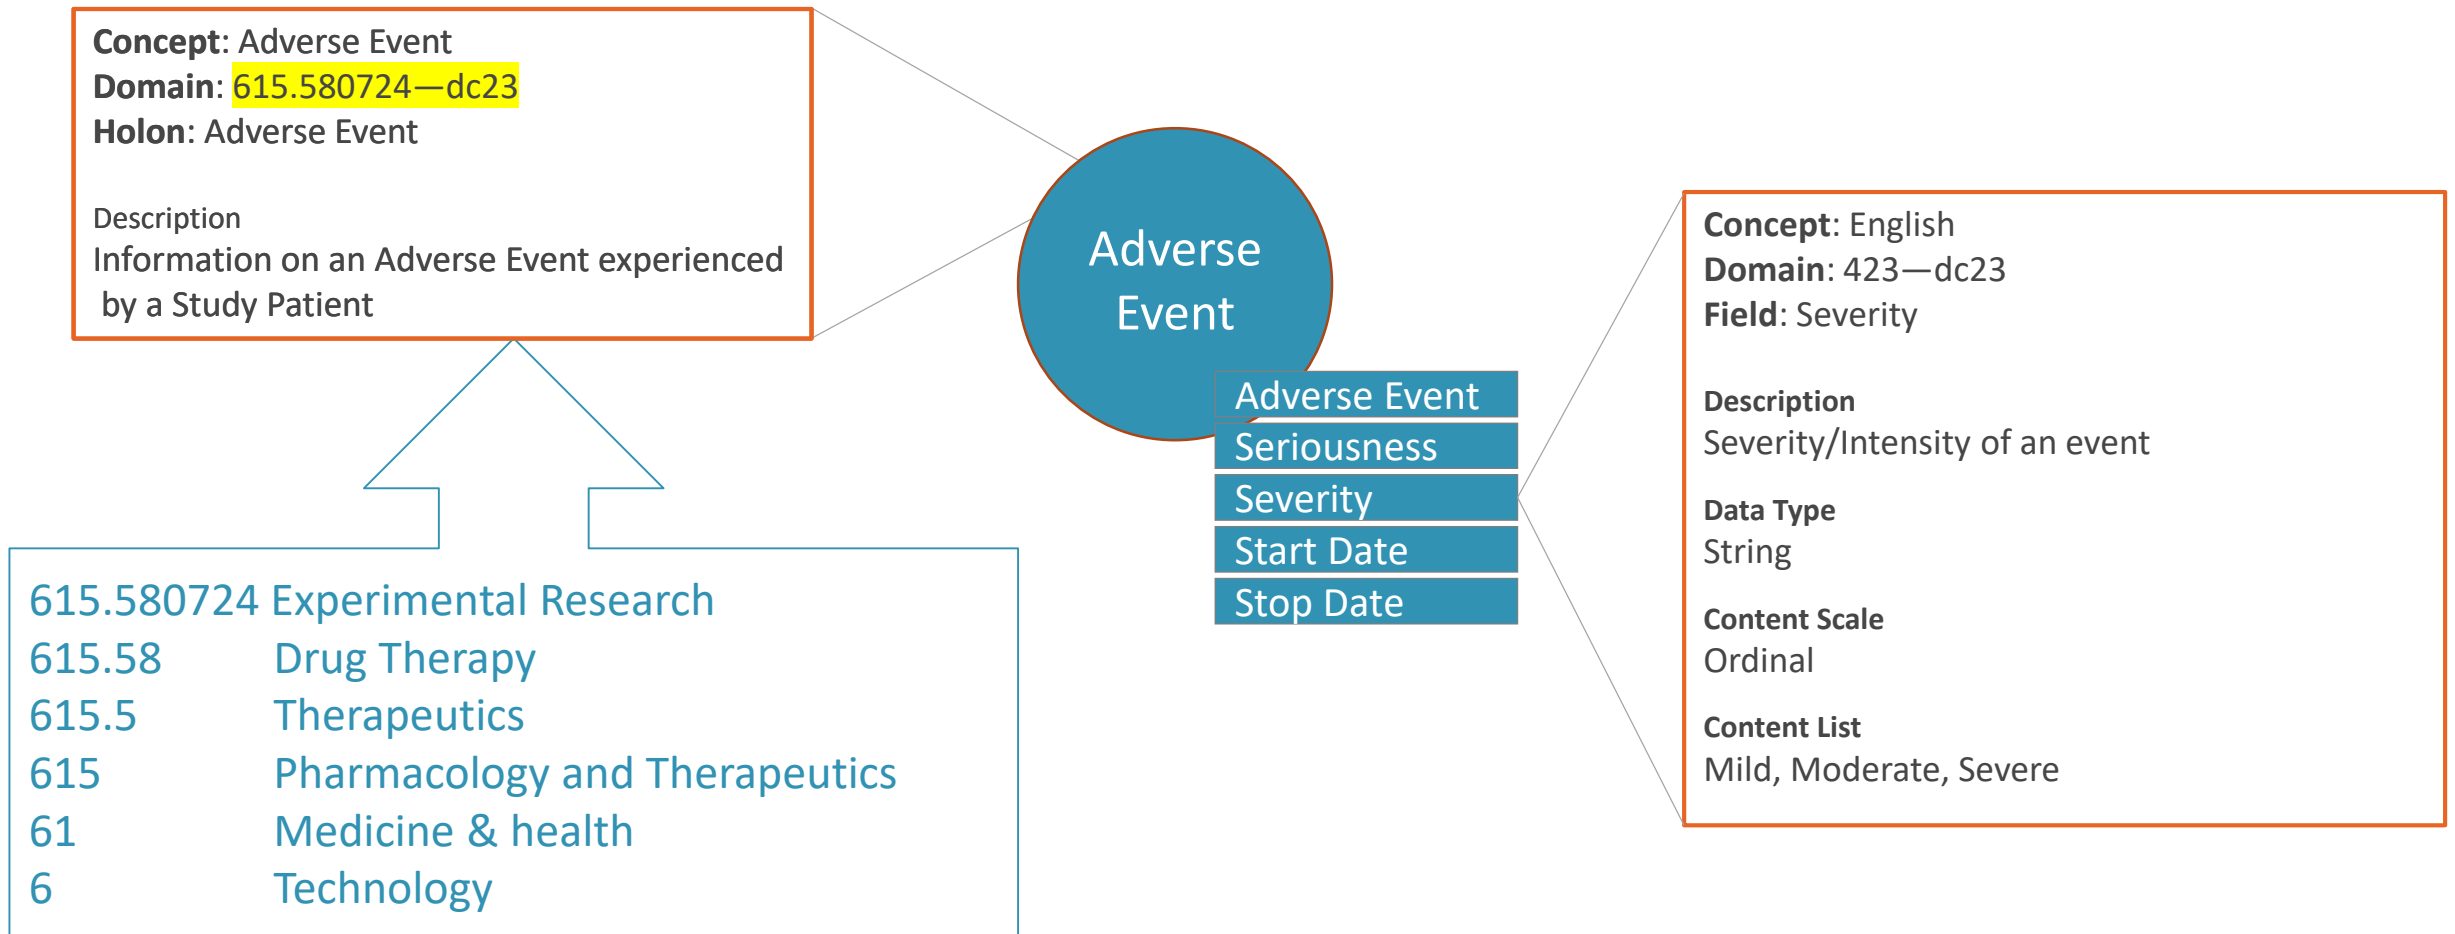 Concept: Adverse Event
Domain: 615.580724—dc23
Holon: Adverse Event
Description
Information on an Adverse Event experienced
by a Study Patient
615.580724 Experimental Research
615.58 Drug Therapy
615.5 Therapeutics
615 Pharmacology and Therapeutics
61 Medicine & health
6 Technology
Adverse
Event
Adverse Event
Seriousness
Severity
Start Date
Stop Date
Concept: English
Domain: 423—dc23
Field: Severity
Description
Severity/Intensity of an event
Data Type
String
Content Scale
Ordinal
Content List
Mild, Moderate, Severe